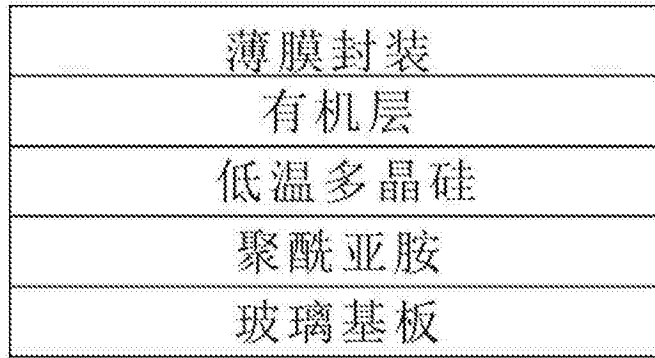 薄膜封装
有机层
低温多晶硅
聚酰亚胺
玻璃基板